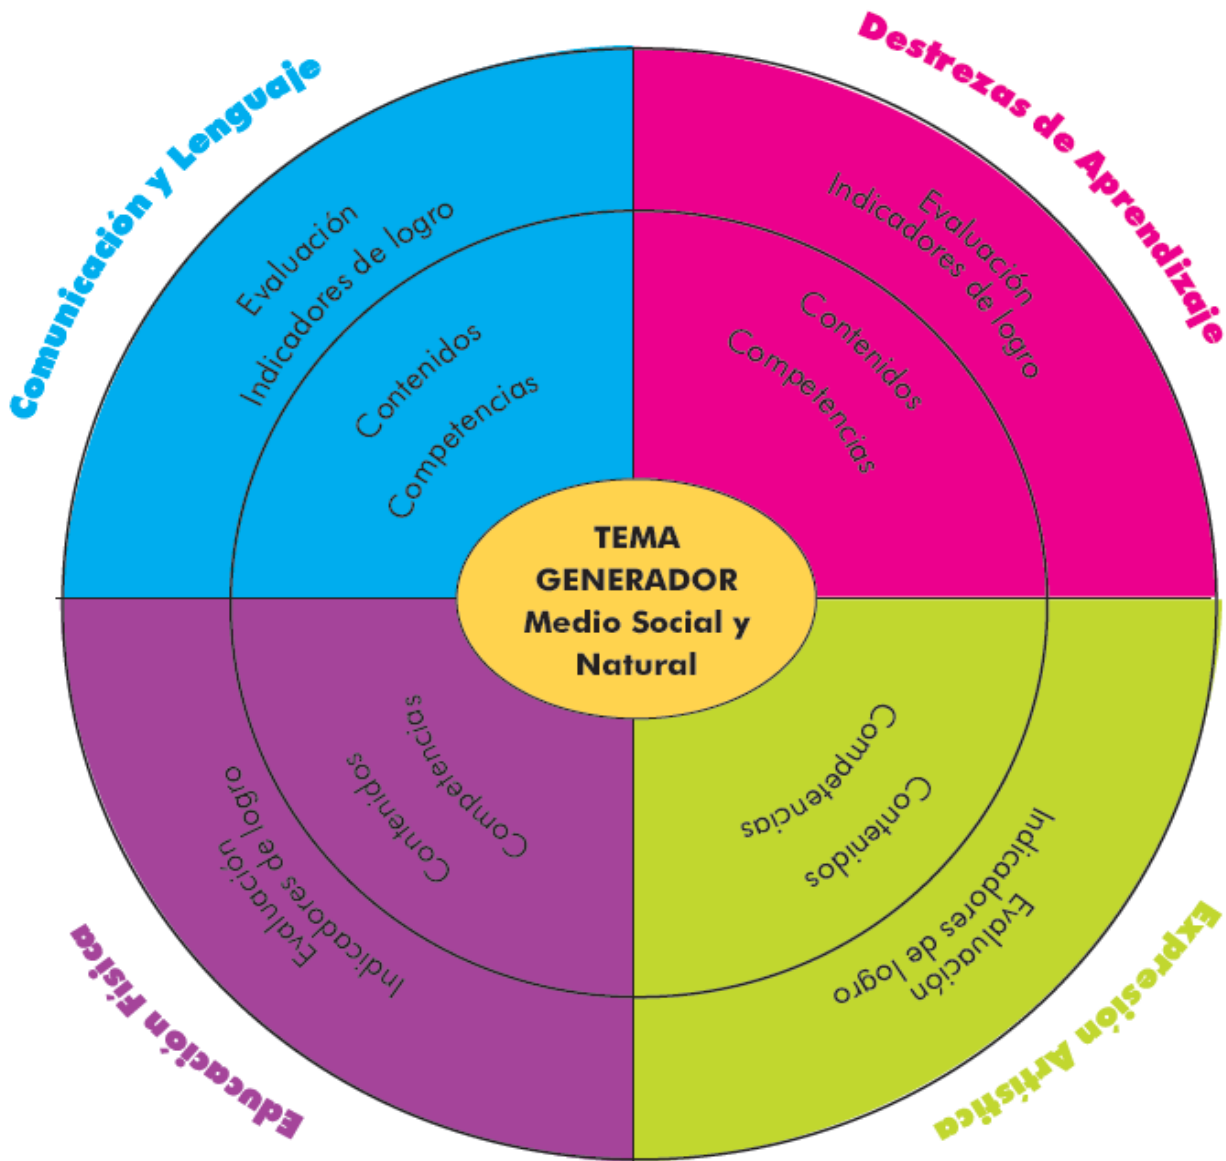 Comunicación y Lenguaje
Evaluación
Indicadores de logro
Contenidos
Competencias
Destrezas de Aprendizaje
Evaluación
Indicadores de logro
Contenidos
Competencias
TEMA
GENERADOR
Medio Social y
Natural
Competencias
Contenidos
Indicadores de logro
Evaluación
Educación Física
Competencias
Contenidos
Indicadores de logro
Evaluación
Expresión Artística